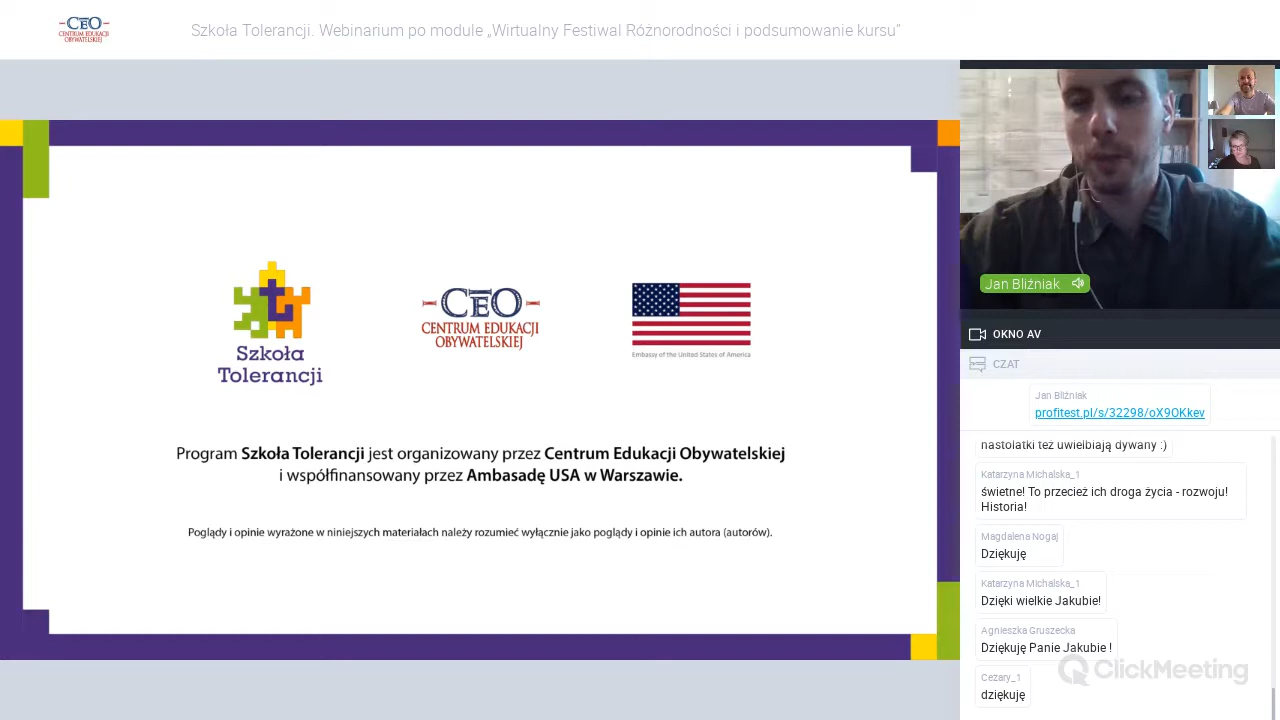 CEO
CENTRUM EDUKACJI
OBYWATELSKIEJ
Szkoła Tolerancji. Webinarium po module „Wirtualny Festiwal Różnorodności i podsumowanie kursu”
Szkoła
Tolerancji
CEO
CENTRUM EDUKACJI
OBYWATELSKIEJ
Embassy of the United States of America
Program Szkoła Tolerancji jest organizowany przez Centrum Edukacji Obywatelskiej
i współfinansowany przez Ambasadę USA w Warszawie.
Poglądy i opinie wyrażone w niniejszych materiałach należy rozumieć wyłącznie jako poglądy i opinie ich autora (autorów).
Jan Bliźniak
OKNO AV
CZAT
Jan Bliźniak
profitest.pl/s/32298/oX9OKkev
nastolatki też uwielbiają dywany :)
Katarzyna Michalska_1
świetne! To przecież ich droga życia - rozwoju!
Historia!
Magdalena Nogaj
Dziękuję
Katarzyna Michalska_1
Dzięki wielkie Jakubie!
Agnieszka Gruszecka
Dziękuję Panie Jakubie !
Cezary_1
dziękuję
ClickMeeting